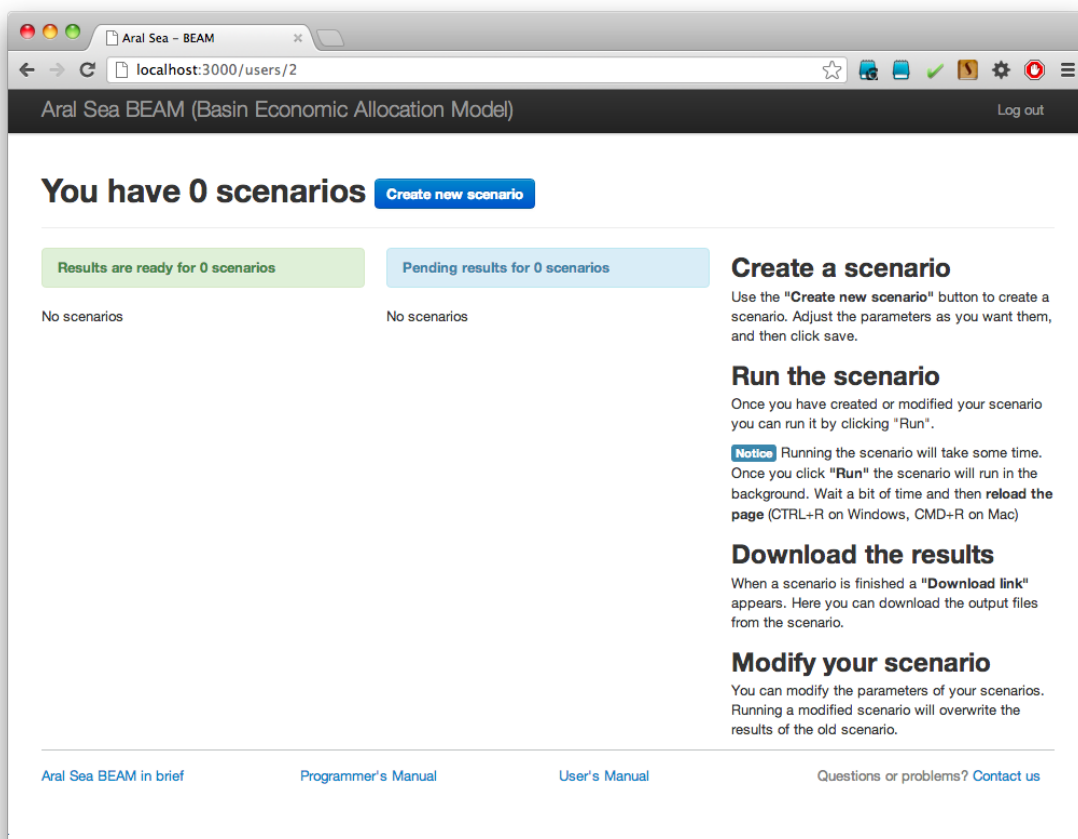 Aral Sea – BEAM
localhost:3000/users/2
Aral Sea BEAM (Basin Economic Allocation Model)
Log out
You have 0 scenarios
Create new scenario
Results are ready for 0 scenarios
No scenarios
Pending results for 0 scenarios
No scenarios
Create a scenario
Use the "Create new scenario" button to create a
scenario. Adjust the parameters as you want them,
and then click save.
Run the scenario
Once you have created or modified your scenario
you can run it by clicking "Run".
Notice Running the scenario will take some time.
Once you click "Run" the scenario will run in the
background. Wait a bit of time and then reload the
page (CTRL+R on Windows, CMD+R on Mac)
Download the results
When a scenario is finished a "Download link"
appears. Here you can download the output files
from the scenario.
Modify your scenario
You can modify the parameters of your scenarios.
Running a modified scenario will overwrite the
results of the old scenario.
Aral Sea BEAM in brief
Programmer's Manual
User's Manual
Questions or problems? Contact us